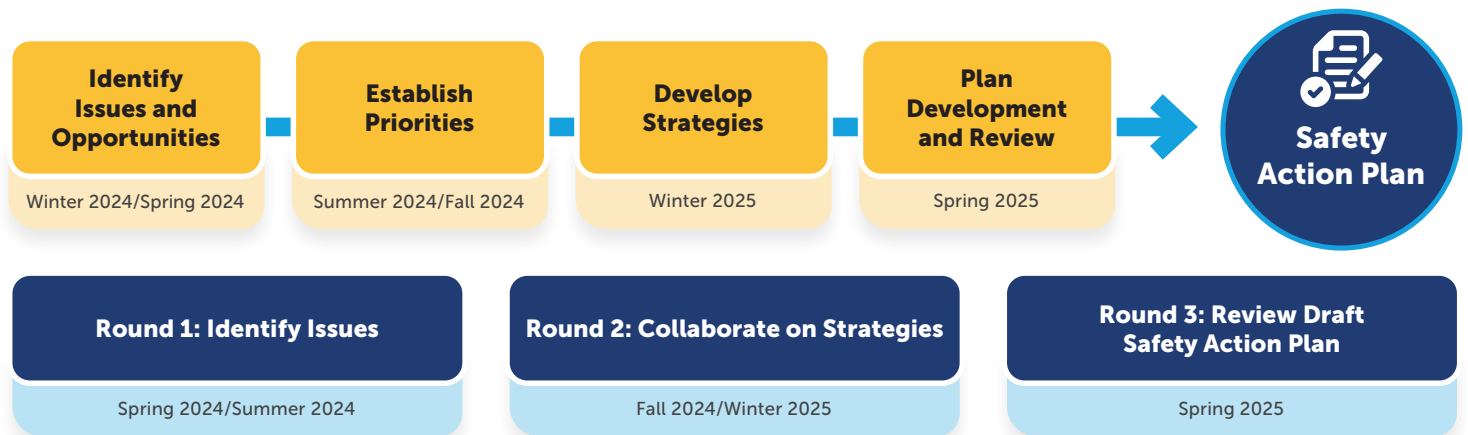 Identify
Issues and
Opportunities
Winter 2024/Spring 2024
Establish
Priorities
Summer 2024/Fall 2024
Develop
Strategies
Winter 2025
Plan
Development
and Review
Spring 2025
Safety
Action Plan
Round 1: Identify Issues
Spring 2024/Summer 2024
Round 2: Collaborate on Strategies
Fall 2024/Winter 2025
Round 3: Review Draft
Safety Action Plan
Spring 2025